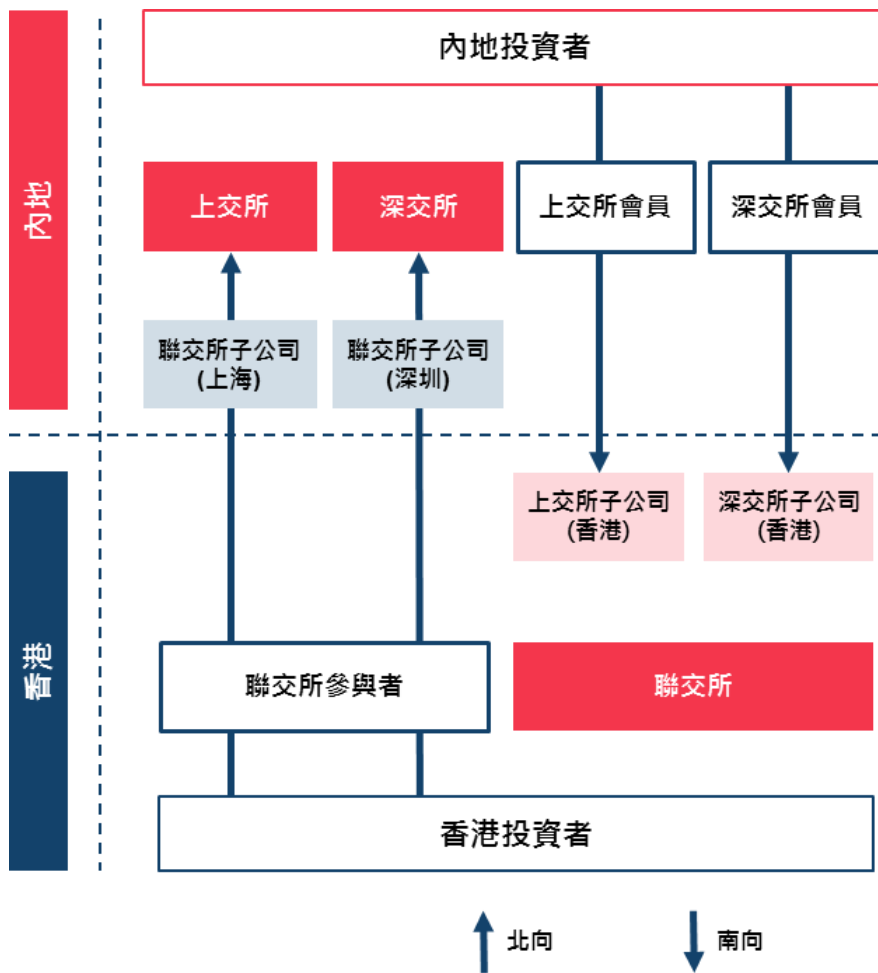 內地投資者
內地
上交所
深交所
上交所會員
深交所會員
聯交所子公司
(上海)
聯交所子公司
(深圳)
香港
上交所子公司
(香港)
深交所子公司
(香港)
聯交所參與者
聯交所
香港投資者
北向
南向